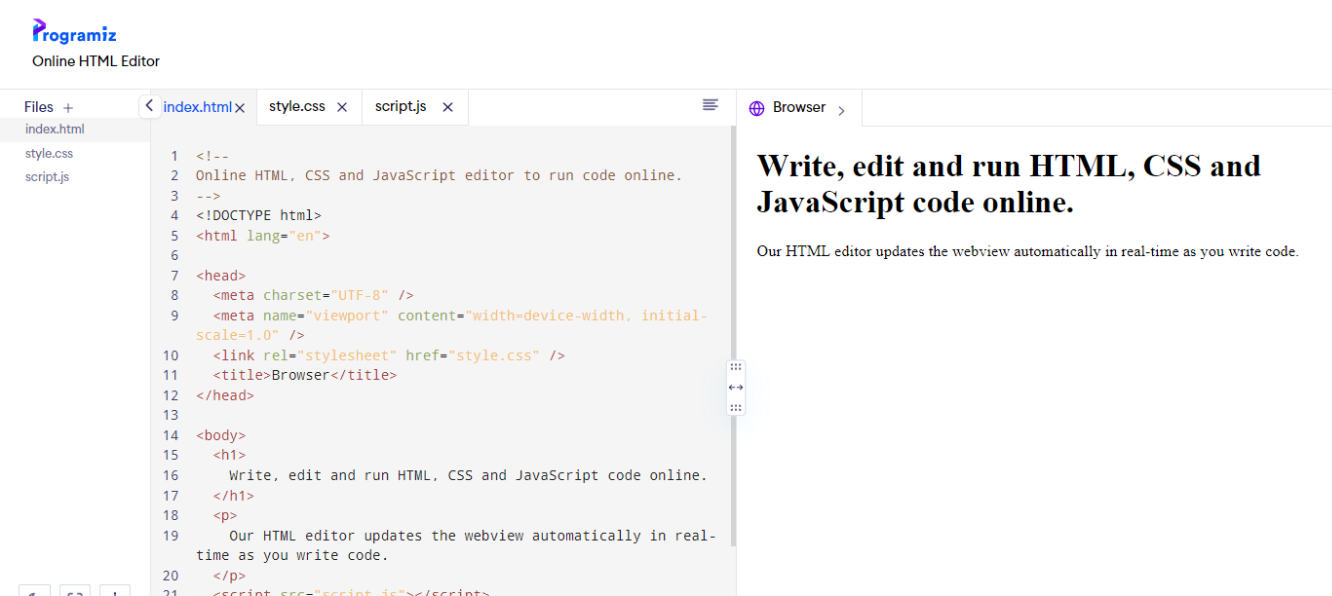 Programiz
Online HTML Editor
Files +
index.html
style.css
script.js
index.html
style.css
script.js
1 <!--
2 Online HTML, CSS and JavaScript editor to run code online.
3 -->
4 <!DOCTYPE html>
5 <html lang="en">
6
7 <head>
8 <meta charset="UTF-8" />
9 <meta name="viewport" content="width=device-width, initial-
scale=1.0" />
10 <link rel="stylesheet" href="style.css" />
11 <title>Browser</title>
12 </head>
13
14 <body>
15 <h1>
16 Write, edit and run HTML, CSS and JavaScript code online.
17 </h1>
18 <p>
19 Our HTML editor updates the webview automatically in real-
time as you write code.
20 </p>
21 <script src="script.js"></script>
Browser
Write, edit and run HTML, CSS and
JavaScript code online.
Our HTML editor updates the webview automatically in real-time as you write code.